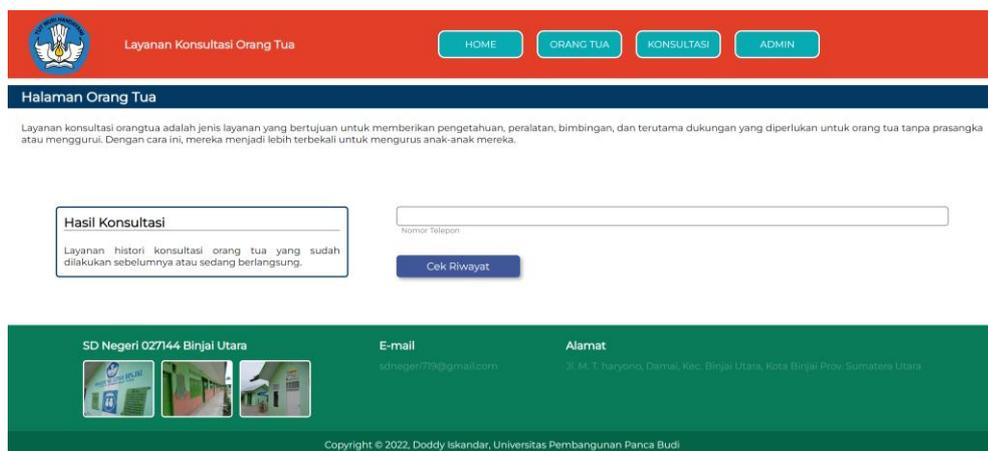 TUT WURI HANDAYANI
Layanan Konsultasi Orang Tua
HOME
ORANG TUA
KONSULTASI
ADMIN
Halaman Orang Tua
Layanan konsultasi orangtua adalah jenis layanan yang bertujuan untuk memberikan pengetahuan, peralatan, bimbingan, dan terutama dukungan yang diperlukan untuk orang tua tanpa prasangka
atau menggurui. Dengan cara ini, mereka menjadi lebih terbekali untuk mengurus anak-anak mereka.
Hasil Konsultasi
Layanan histori konsultasi orang tua yang sudah
dilakukan sebelumnya atau sedang berlangsung.
Nomor Telepon
Cek Riwayat
SD Negeri 027144 Binjai Utara
E-mail
sdnegeri719@gmail.com
Alamat
Jl. M. T. haryono, Damai, Kec. Binjai Utara, Kota Binjai Prov. Sumatera Utara
Copyright © 2022, Doddy Iskandar, Universitas Pembangunan Panca Budi